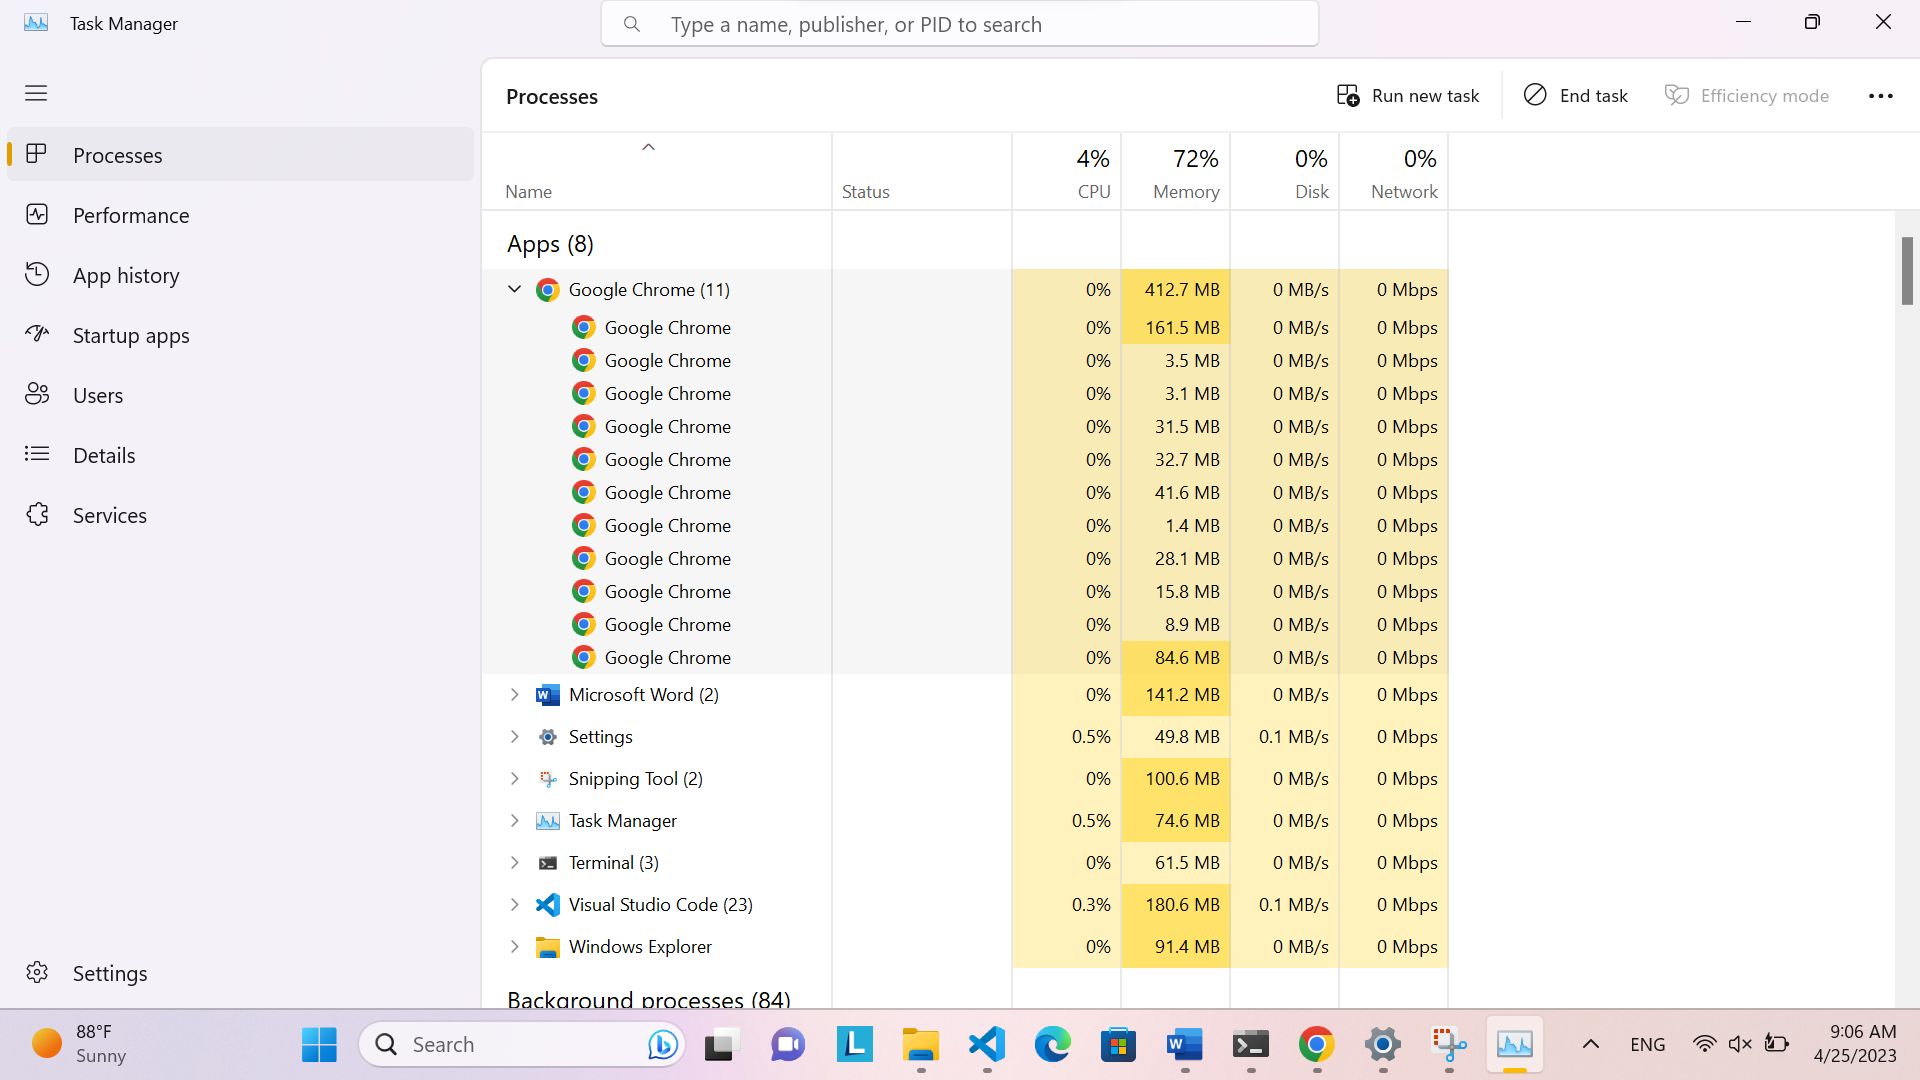 Task Manager
Type a name, publisher, or PID to search
Processes
Run new task
End task
Efficiency mode
Processes
Performance
App history
Startup apps
Users
Details
Services
Settings
4% 72% 0% 0%
Name Status CPU Memory Disk Network
Apps (8)
Google Chrome (11) 0% 412.7 MB 0 MB/s 0 Mbps
Google Chrome 0% 161.5 MB 0 MB/s 0 Mbps
Google Chrome 0% 3.5 MB 0 MB/s 0 Mbps
Google Chrome 0% 3.1 MB 0 MB/s 0 Mbps
Google Chrome 0% 31.5 MB 0 MB/s 0 Mbps
Google Chrome 0% 32.7 MB 0 MB/s 0 Mbps
Google Chrome 0% 41.6 MB 0 MB/s 0 Mbps
Google Chrome 0% 1.4 MB 0 MB/s 0 Mbps
Google Chrome 0% 28.1 MB 0 MB/s 0 Mbps
Google Chrome 0% 15.8 MB 0 MB/s 0 Mbps
Google Chrome 0% 8.9 MB 0 MB/s 0 Mbps
Google Chrome 0% 84.6 MB 0 MB/s 0 Mbps
Microsoft Word (2) 0% 141.2 MB 0 MB/s 0 Mbps
Settings 0.5% 49.8 MB 0.1 MB/s 0 Mbps
Snipping Tool (2) 0% 100.6 MB 0 MB/s 0 Mbps
Task Manager 0.5% 74.6 MB 0 MB/s 0 Mbps
Terminal (3) 0% 61.5 MB 0 MB/s 0 Mbps
Visual Studio Code (23) 0.3% 180.6 MB 0.1 MB/s 0 Mbps
Windows Explorer 0% 91.4 MB 0 MB/s 0 Mbps
Background processes (84)
88°F
Sunny
Search
L
W
ENG
9:06 AM
4/25/2023